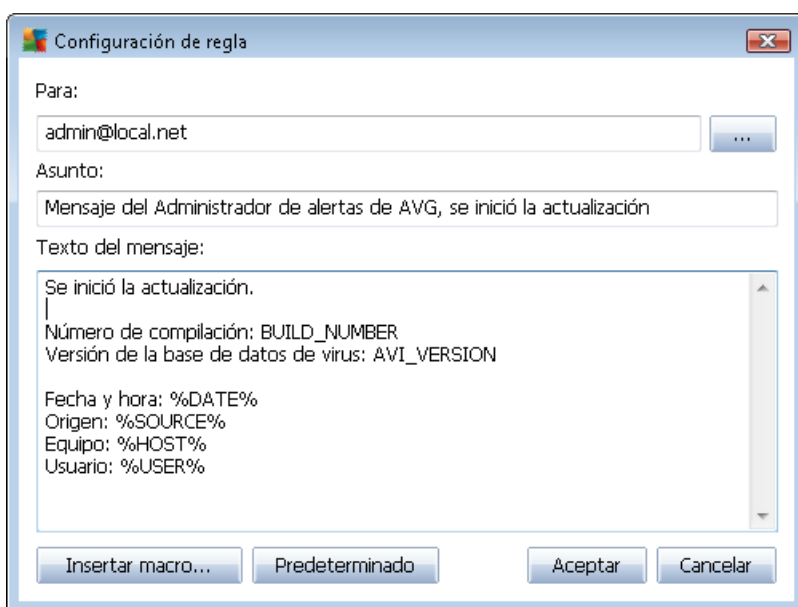 Configuración de regla
Para:
admin@local.net
...
Asunto:
Mensaje del Administrador de alertas de AVG, se inició la actualización
Texto del mensaje:
Se inició la actualización.
Número de compilación: BUILD_NUMBER
Versión de la base de datos de virus: AVI_VERSION
Fecha y hora: %DATE%
Origen: %SOURCE%
Equipo: %HOST%
Usuario: %USER%
Insertar macro... Predeterminado Aceptar Cancelar